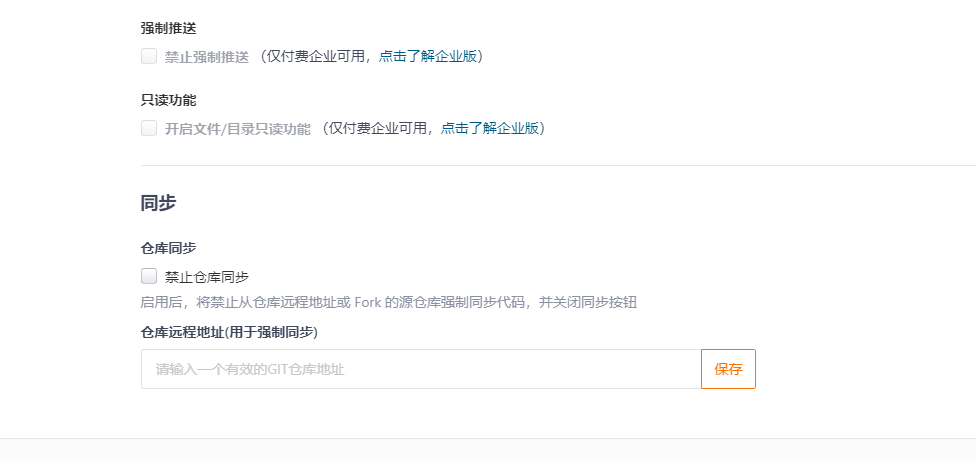 强制推送
禁止强制推送 （仅付费企业可用，点击了解企业版）
只读功能
开启文件/目录只读功能 （仅付费企业可用，点击了解企业版）
同步
仓库同步
禁止仓库同步
启用后，将禁止从仓库远程地址或 Fork 的源仓库强制同步代码，并关闭同步按钮
仓库远程地址(用于强制同步)
请输入一个有效的GIT仓库地址 保存